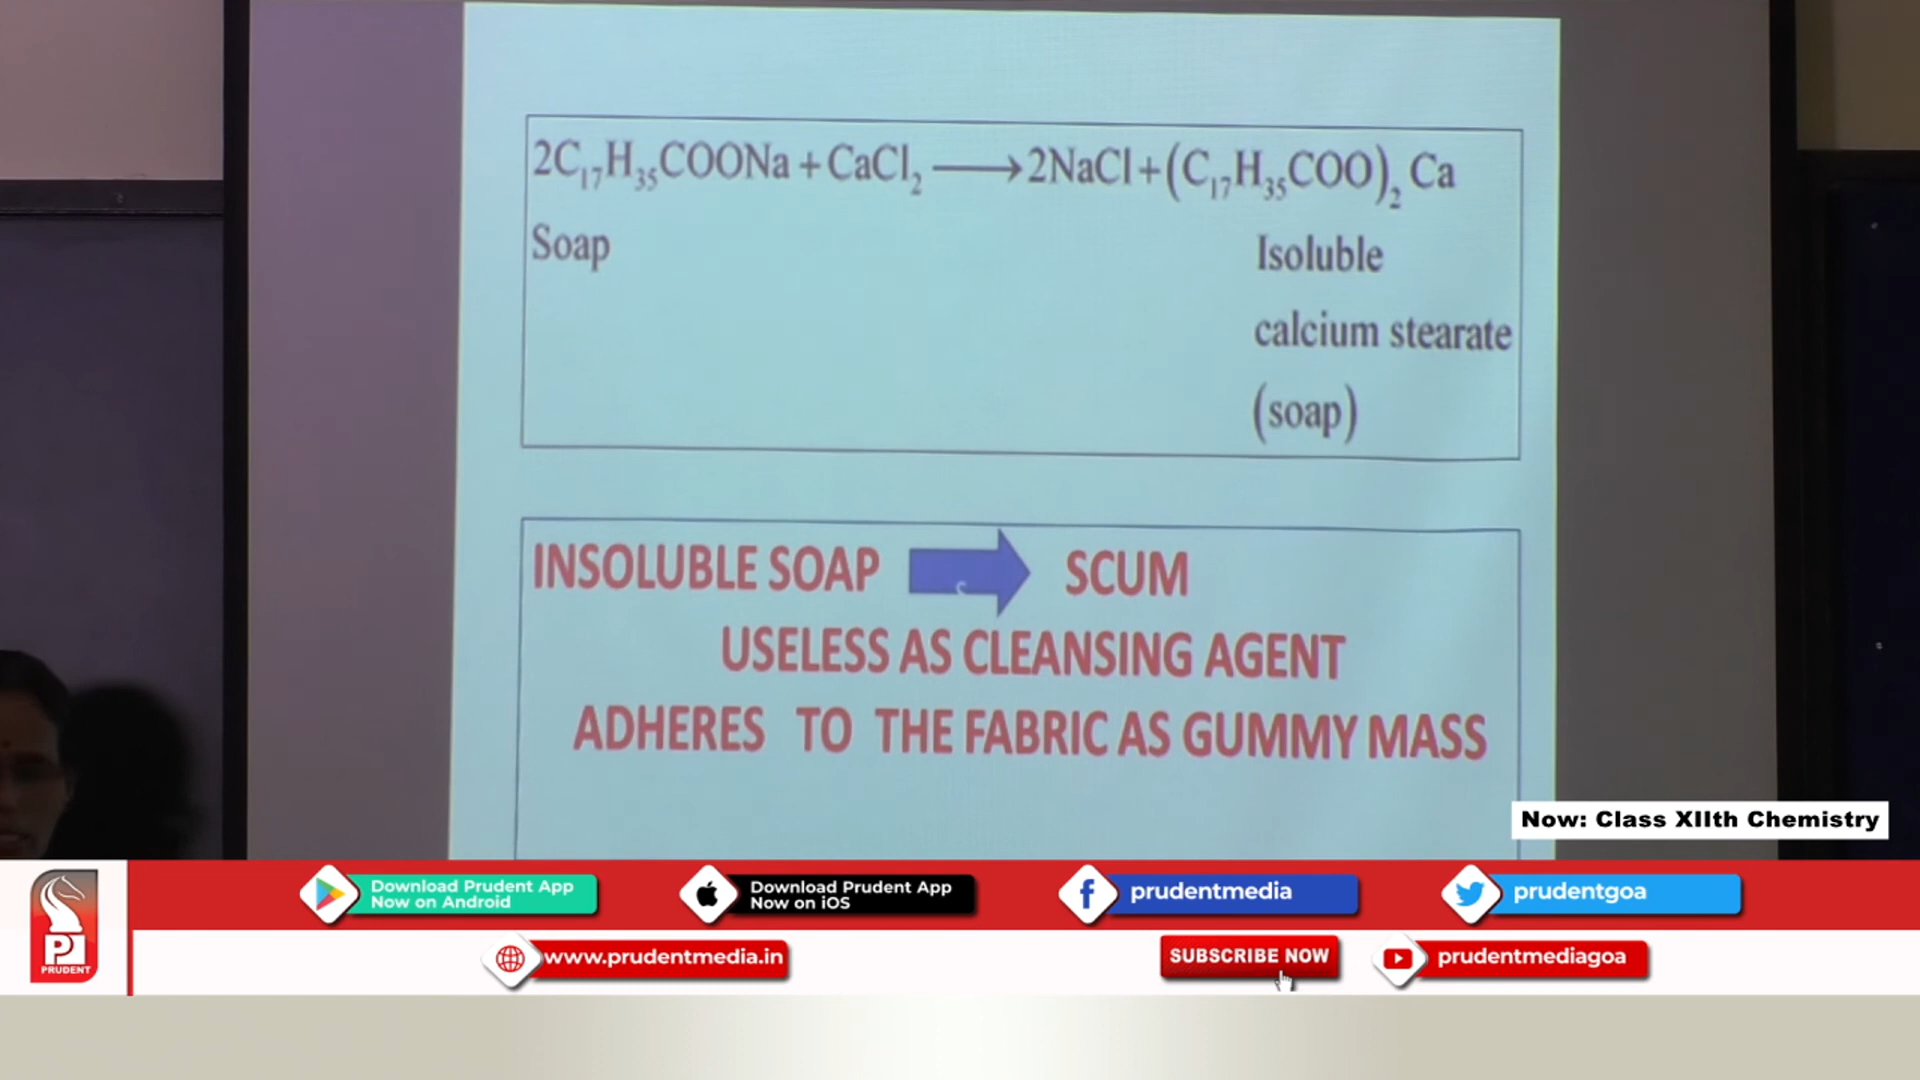 2C₁₇H₃₅COONa + CaCl₂ ⟶ 2NaCl + (C₁₇H₃₅COO)₂ Ca
Soap
Isoluble
calcium stearate
(soap)
INSOLUBLE SOAP
SCUM
USELESS AS CLEANSING AGENT
ADHERES TO THE FABRIC AS GUMMY MASS
Now: Class XIIth Chemistry
Download Prudent App
Now on Android
Download Prudent App
Now on iOS
prudentmedia
prudentgoa
PRUDENT
www.prudentmedia.in
SUBSCRIBE NOW
prudentmediagoa